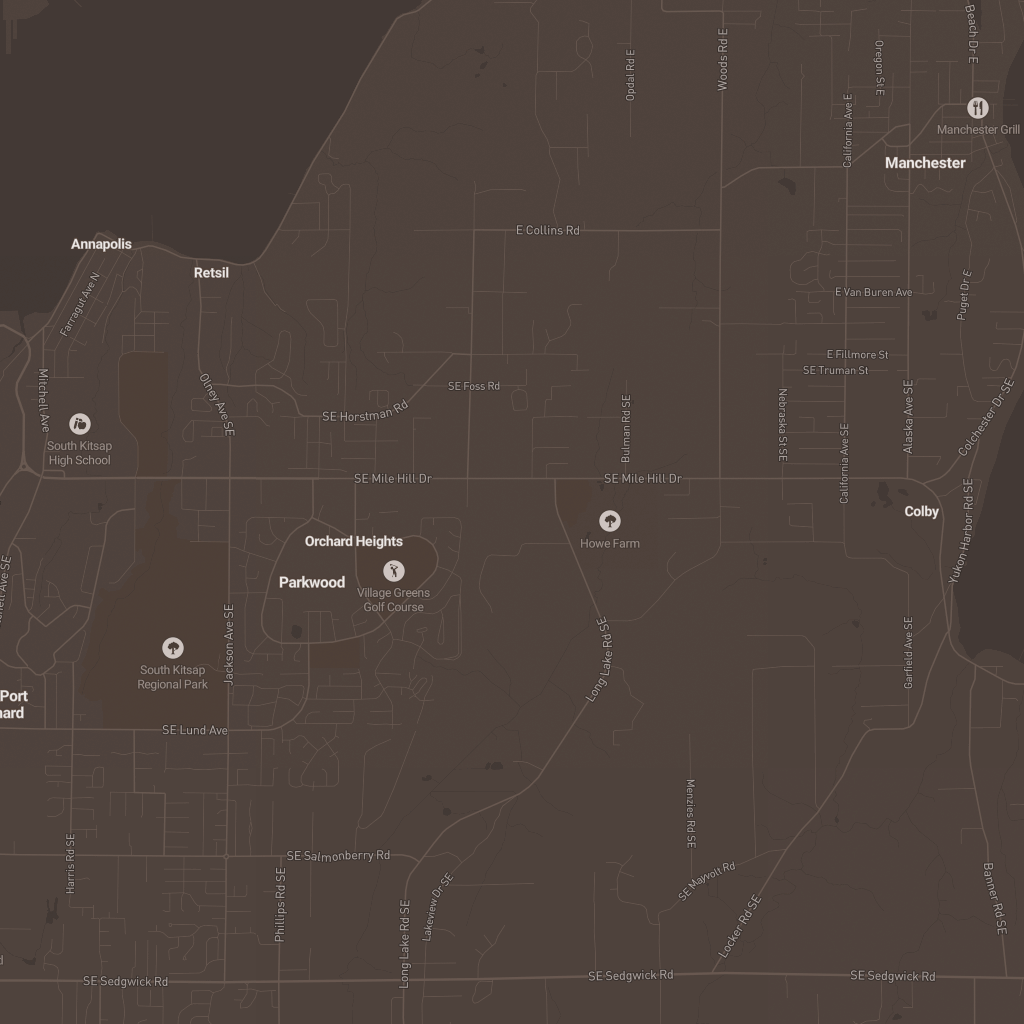 Beach Dr E
Woods Rd E
Oregon St E
Opdal Rd E
California Ave E
Manchester Grill
Manchester
E Collins Rd
Annapolis
Retsil
Farragut Ave N
Puget Dr E
E Van Buren Ave
E Fillmore St
SE Truman St
SE Foss Rd
Mitchell Ave
Olney Ave SE
SE Horstman Rd
Bulman Rd SE
Nebraska St SE
Alaska Ave SE
Colchester Dr SE
California Ave SE
South Kitsap
High School
SE Mile Hill Dr
SE Mile Hill Dr
Colby
Yukon Harbor Rd SE
Howe Farm
Orchard Heights
Parkwood
Village Greens
Golf Course
Ave SE
Jackson Ave SE
Long Lake Rd SE
Garfield Ave SE
South Kitsap
Regional Park
Port
SE Lund Ave
Menzies Rd SE
Harris Rd SE
SE Salmonberry Rd
Phillips Rd SE
Lakeview Dr SE
Long Lake Rd SE
SE Mayvolt Rd
Locker Rd SE
Banner Rd SE
SE Sedgwick Rd
SE Sedgwick Rd
SE Sedgwick Rd